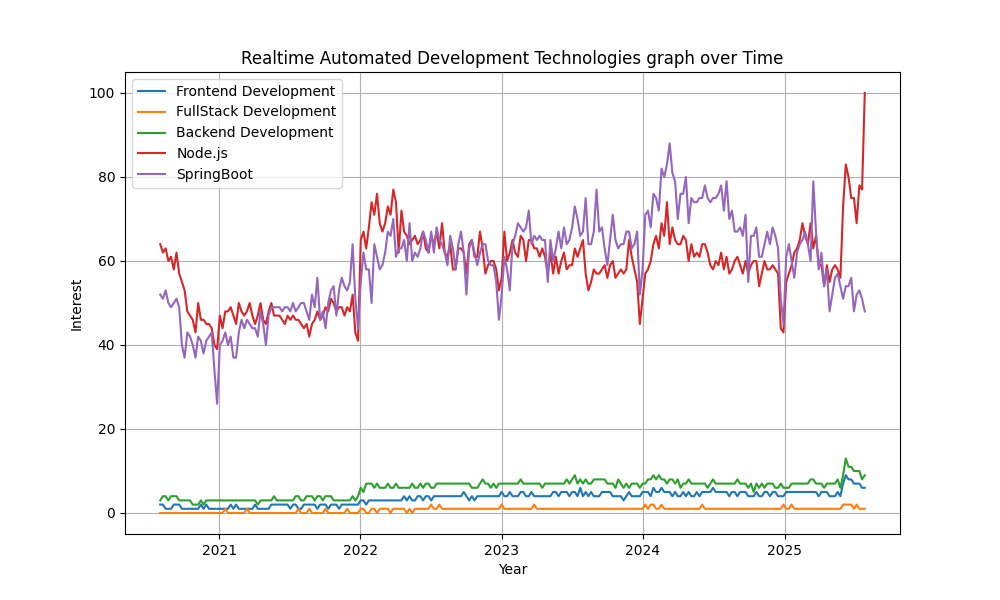 Realtime Automated Development Technologies graph over Time
Frontend Development
FullStack Development
Backend Development
Node.js
SpringBoot
100
80
60
40
20
0
Interest
2021
2022
2023
2024
2025
Year